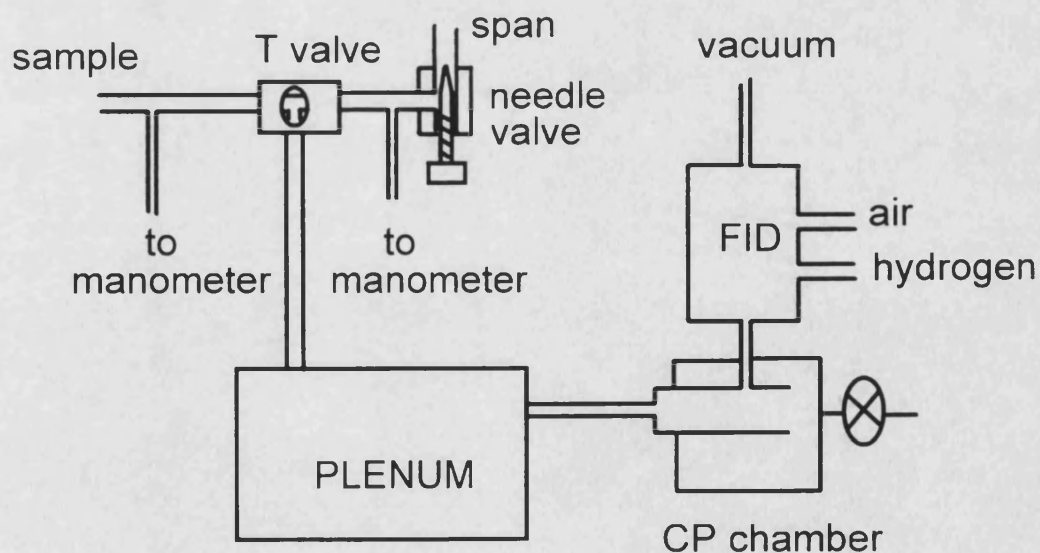 sample
T valve
span
needle
valve
to
manometer
to
manometer
vacuum
FID
air
hydrogen
PLENUM
CP chamber